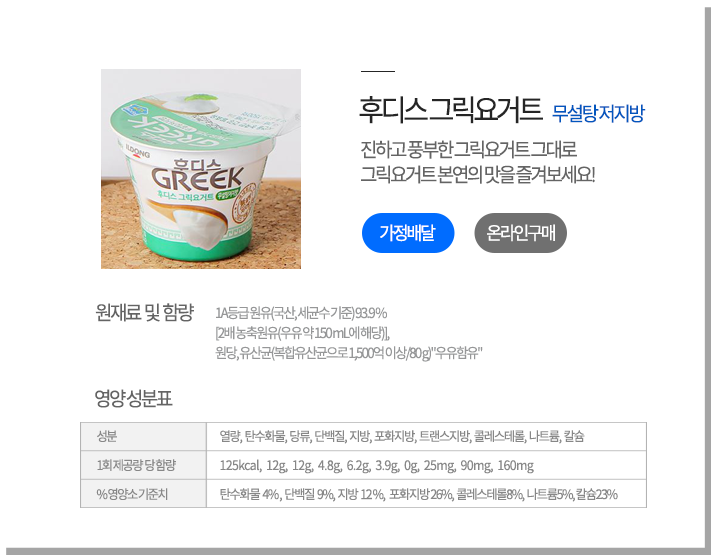 후디스 그릭요거트 무설탕 저지방
진하고 풍부한 그릭요거트 그대로
그릭요거트 본연의 맛을 즐겨보세요!
가정배달 온라인구매
ILDONG
후디스
GREEK
후디스 그릭요거트
원재료 및 함량
1A등급 원유(국산, 세균수 기준) 93.9%
[2배 농축원유(우유 약 150mL에 해당)],
원당, 유산균(복합유산균으로 1,500억 이상/80g)"우유함유"
영양성분표
성분 열량, 탄수화물, 당류, 단백질, 지방, 포화지방, 트랜스지방, 콜레스테롤, 나트륨, 칼슘
1회 제공량 당 함량 125kcal, 12g, 12g, 4.8g, 6.2g, 3.9g, 0g, 25mg, 90mg, 160mg
%영양소기준치 탄수화물 4%, 단백질 9%, 지방 12%, 포화지방26%, 콜레스테롤8%, 나트륨5%,칼슘23%